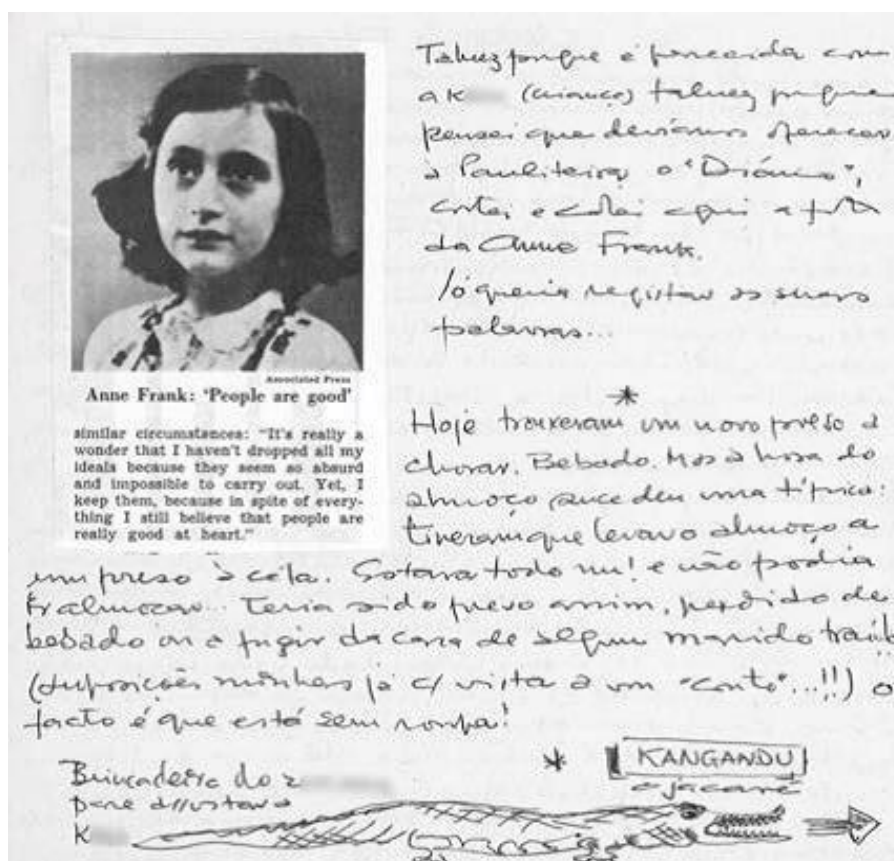 Talvez porque é parecida com
a K (criança) talvez porque
pensei que devíamos oferecer
à Pauliteira o "Diário",
cortei e colei aqui a foto
da Anne Frank.
Só queria registar as suas
palavras...
Associated Press
Anne Frank: 'People are good'
similar circumstances: "It's really a
wonder that I haven't dropped all my
ideals because they seem so absurd
and impossible to carry out. Yet, I
keep them, because in spite of every-
thing I still believe that people are
really good at heart."
*
Hoje trouxeram um novo preso a
chorar. Bebado. Mas à hora do
almoço sucedeu uma típica:
tiveram que levar o almoço a
um preso à cela. Estava todo nu! e não podia
ir almoçar... Teria sido preso assim, perdido de
bebado ou a fugir da casa de algum marido
(suposições minhas já c/ vista a um "conto"...!!) o
facto é que está sem roupa!
*
KANGANDU
o jacaré
Brincadeira do
para assustar o
K